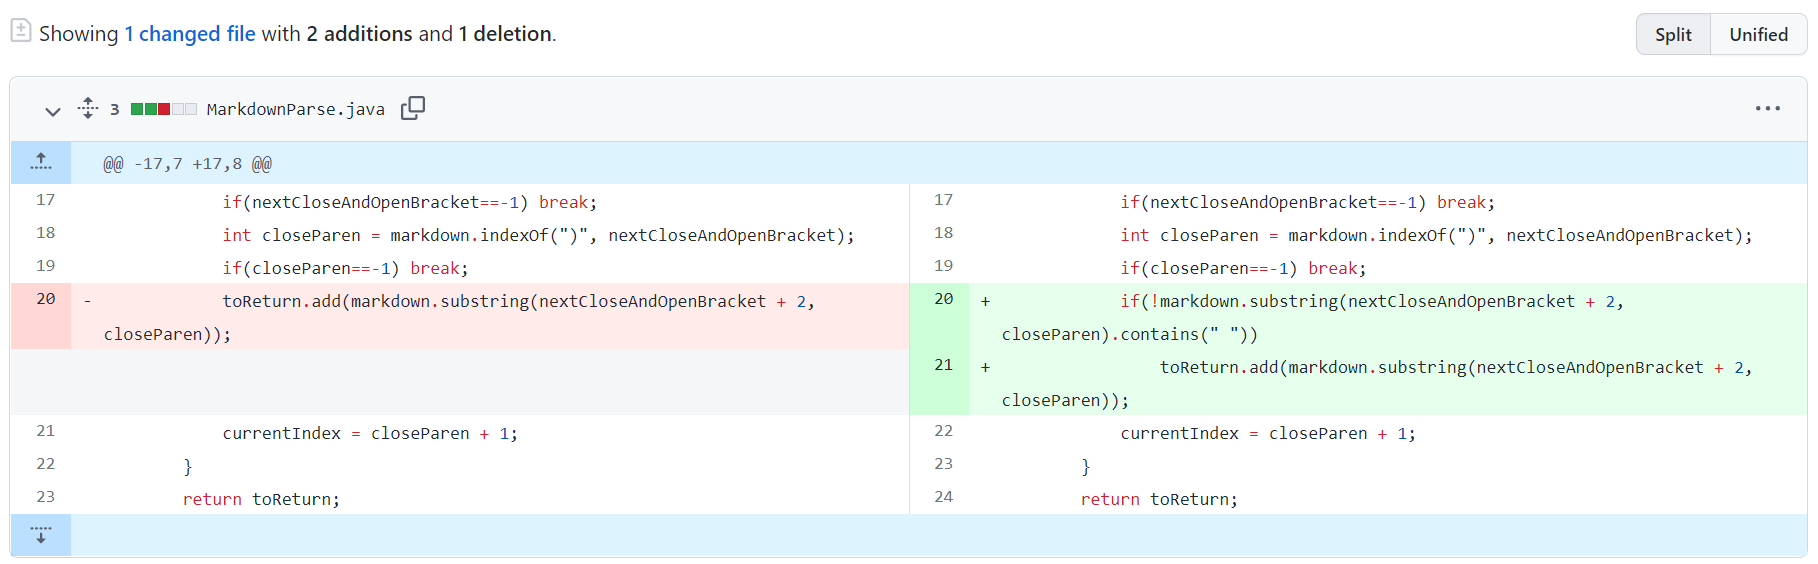 Showing 1 changed file with 2 additions and 1 deletion.
Split Unified
3 MarkdownParse.java
@@ -17,7 +17,8 @@
17 if(nextCloseAndOpenBracket==-1) break;
18 int closeParen = markdown.indexOf(")", nextCloseAndOpenBracket);
19 if(closeParen==-1) break;
20 - toReturn.add(markdown.substring(nextCloseAndOpenBracket + 2,
closeParen));
21 currentIndex = closeParen + 1;
22 }
23 return toReturn;
17 if(nextCloseAndOpenBracket==-1) break;
18 int closeParen = markdown.indexOf(")", nextCloseAndOpenBracket);
19 if(closeParen==-1) break;
20 + if(!markdown.substring(nextCloseAndOpenBracket + 2,
closeParen).contains(" "))
21 + toReturn.add(markdown.substring(nextCloseAndOpenBracket + 2,
closeParen));
22 currentIndex = closeParen + 1;
23 }
24 return toReturn;